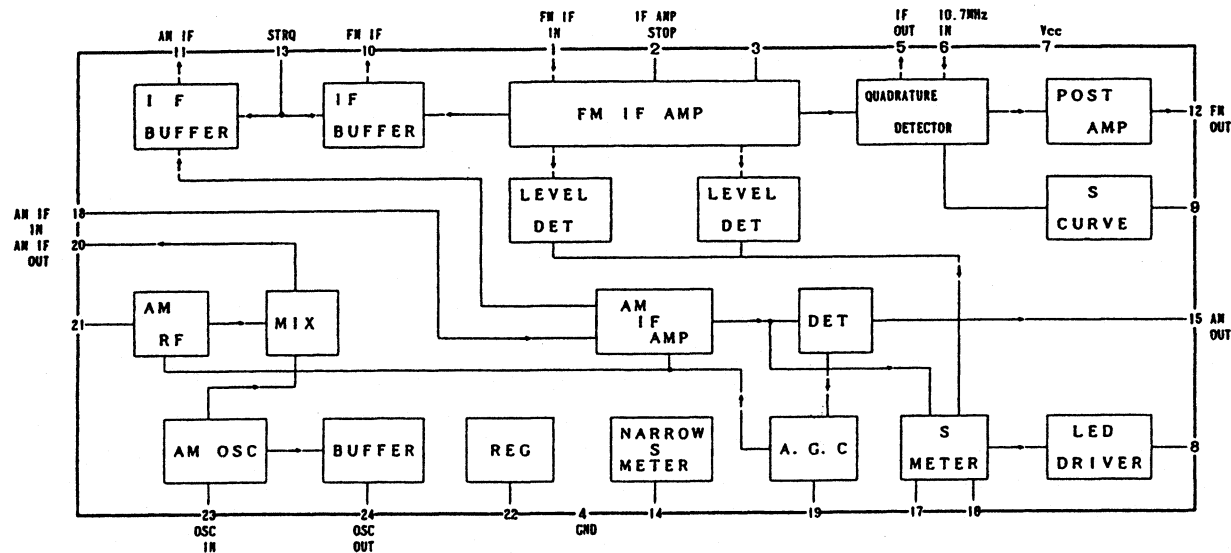 AM IF
11
STRQ
13
FM IF
10
FM IF
IN
1
IF AMP
STOP
2
3
IF
OUT
5
10.7MHz
IN
6
Vcc
7
I F
BUFFER
IF
BUFFER
FM IF AMP
QUADRATURE
DETECTOR
POST
AMP
12 FM
OUT
LEVEL
DET
LEVEL
DET
S
CURVE
9
AM IF
IN
18
AM IF
OUT
20
21
AM
RF
MIX
AM
IF
AMP
DET
15 AM
OUT
AM OSC
BUFFER
REG
NARROW
S
METER
A.G.C
S
METER
LED
DRIVER
8
23
OSC
IN
24
OSC
OUT
22
4
GND
14
19
17
16